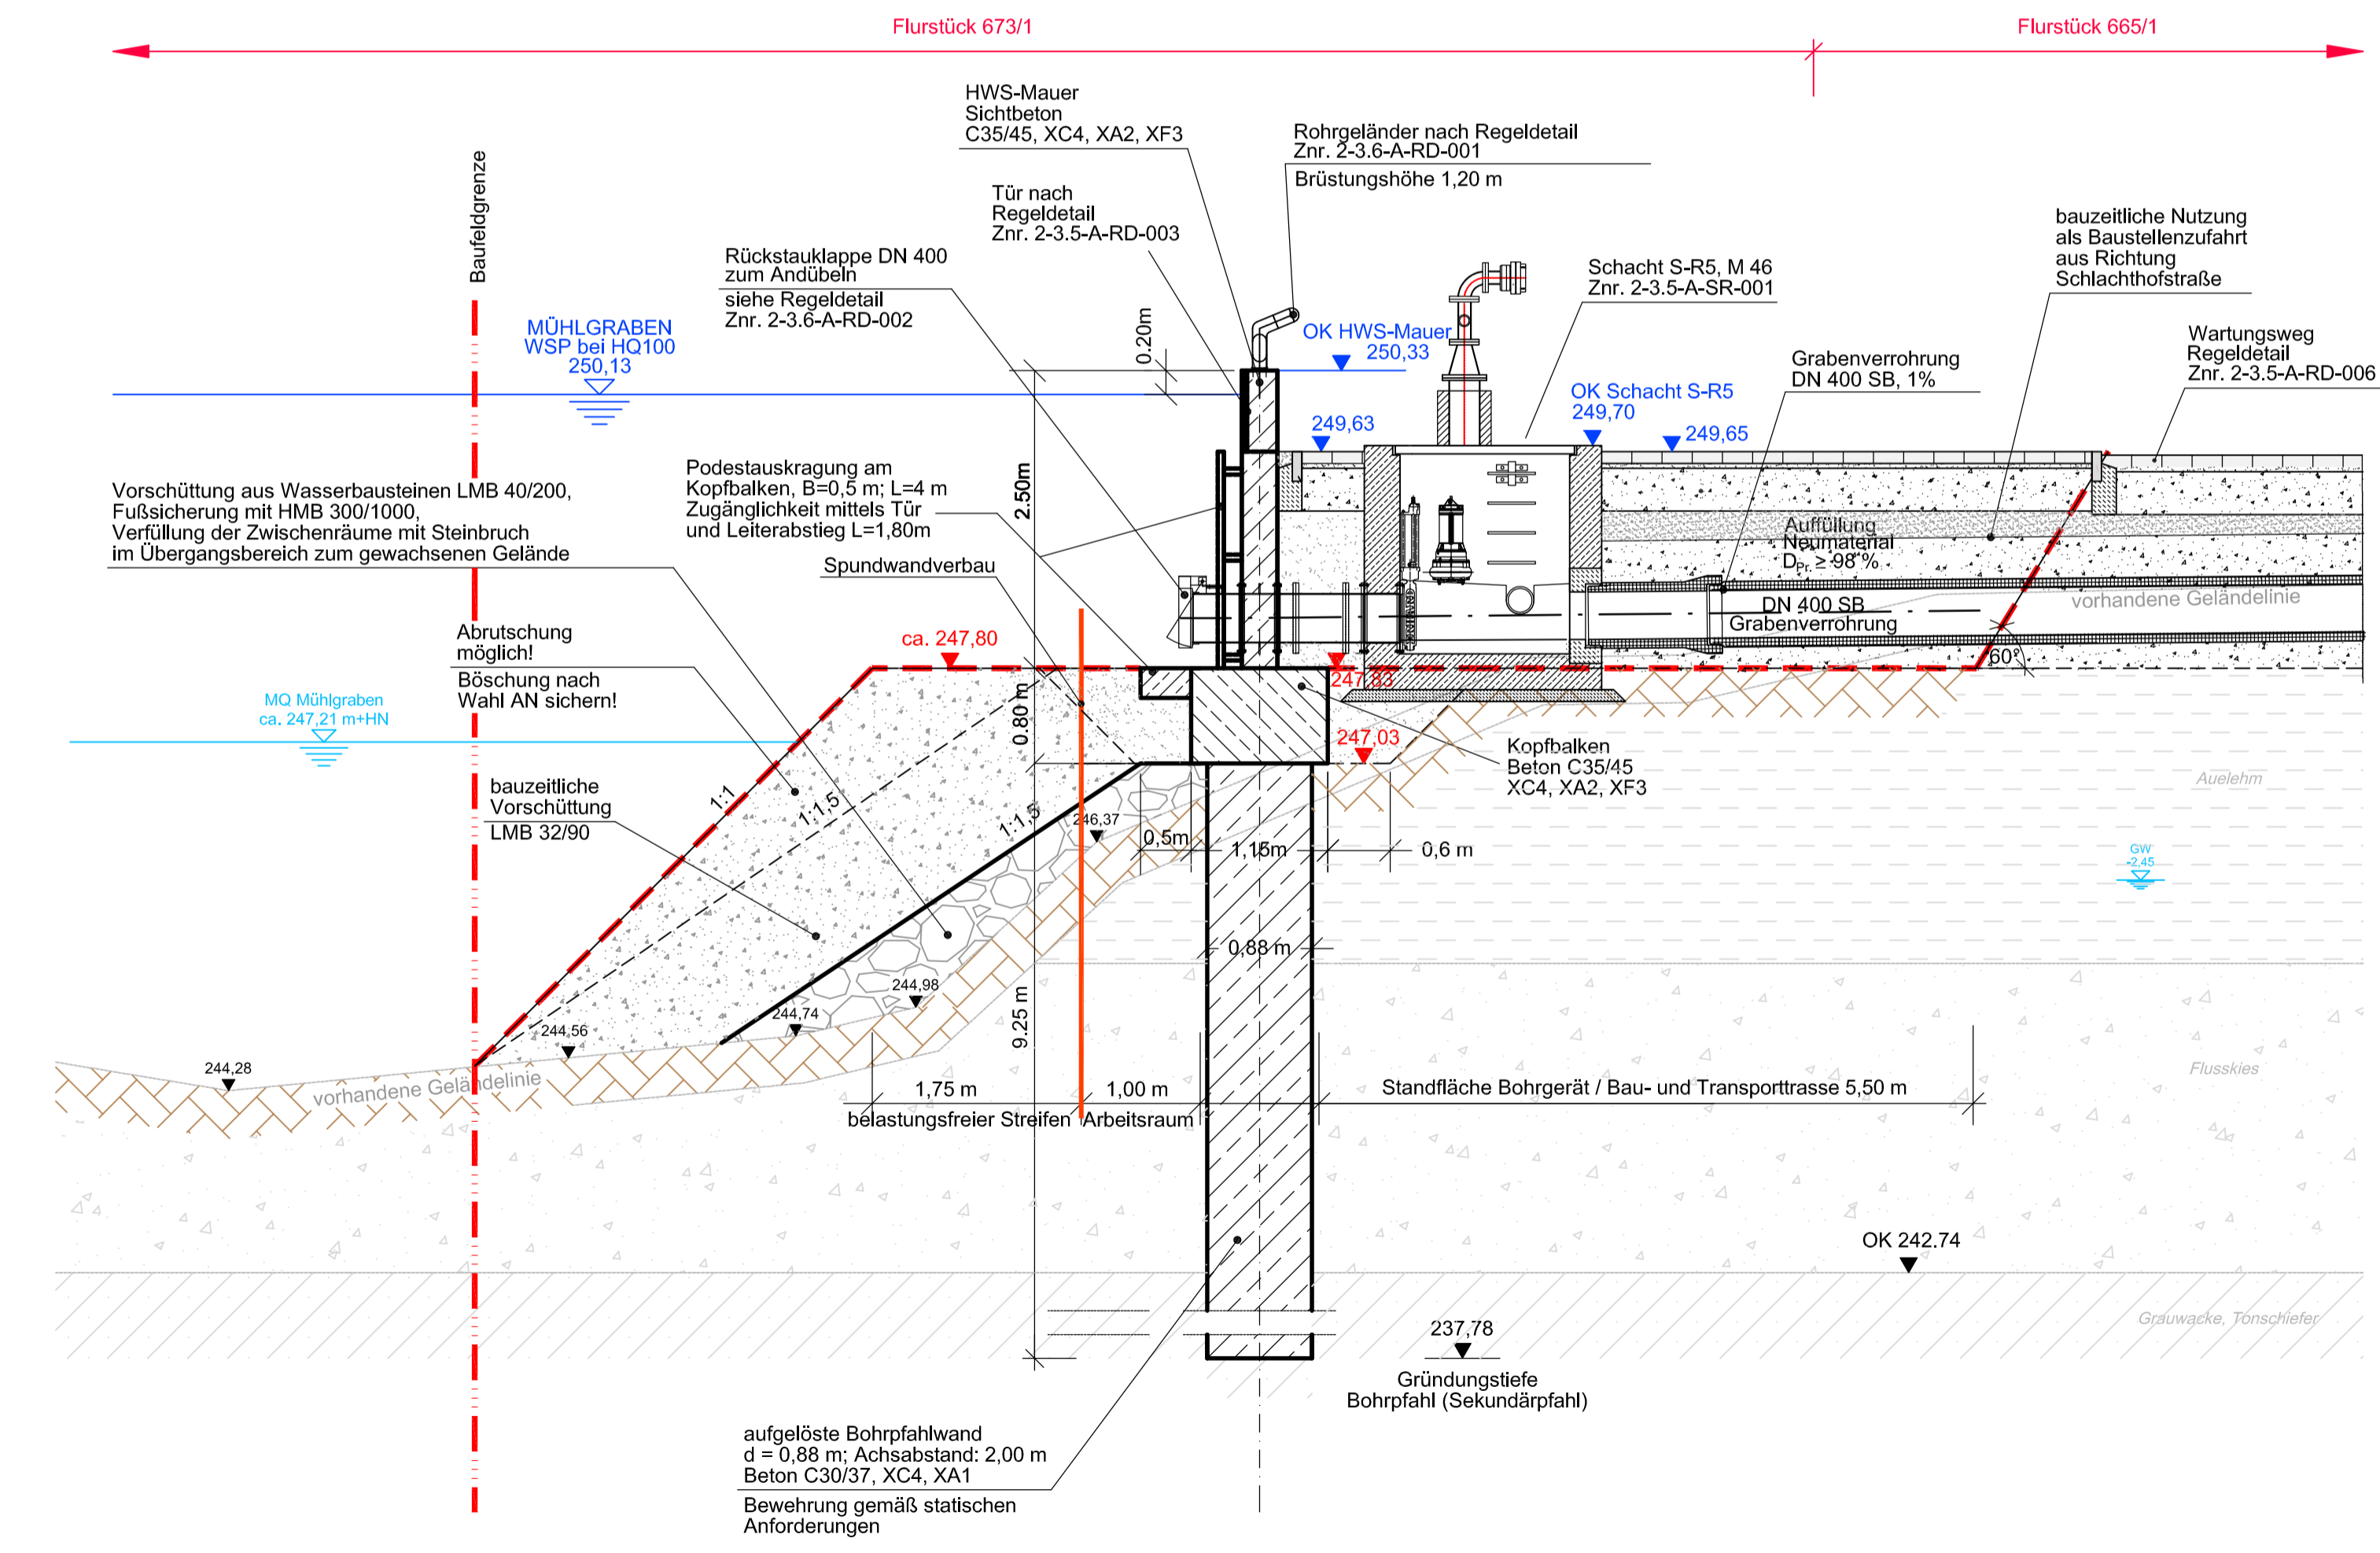 Flurstück 673/1
Flurstück 665/1
HWS-Mauer
Sichtbeton
C35/45, XC4, XA2, XF3
Rohrgeländer nach Regeldetail
Znr. 2-3.6-A-RD-001
Brüstungshöhe 1,20 m
Baufeldgrenze
Tür nach
Regeldetail
Znr. 2-3.5-A-RD-003
bauzeitliche Nutzung
als Baustellenzufahrt
aus Richtung
Schlachthofstraße
Rückstauklappe DN 400
zum Andübeln
siehe Regeldetail
Znr. 2-3.6-A-RD-002
Schacht S-R5, M 46
Znr. 2-3.5-A-SR-001
MÜHLGRABEN
WSP bei HQ100
250,13
0.20m
OK HWS-Mauer
250,33
Wartungsweg
Regeldetail
Znr. 2-3.5-A-RD-006
Grabenverrohrung
DN 400 SB, 1%
OK Schacht S-R5
249,70
249,63
249,65
Vorschüttung aus Wasserbausteinen LMB 40/200,
Fußsicherung mit HMB 300/1000,
Verfüllung der Zwischenräume mit Steinbruch
im Übergangsbereich zum gewachsenen Gelände
Podestauskragung am
Kopfbalken, B=0,5 m; L=4 m
Zugänglichkeit mittels Tür
und Leiterabstieg L=1,80m
2.50m
Spundwandverbau
Auffüllung
Neumaterial
DPr. ≥ 98 %
DN 400 SB
Grabenverrohrung
vorhandene Geländelinie
60°
Abrutschung
möglich!
Böschung nach
Wahl AN sichern!
ca. 247,80
247,83
0.80 m
247,03
MQ Mühlgraben
ca. 247,21 m+HN
Kopfbalken
Beton C35/45
XC4, XA2, XF3
Auelehm
bauzeitliche
Vorschüttung
LMB 32/90
1:1
1:1,5
1:1,5
246,37
0,5m
1,15m
0,6 m
GW
-2,45
0,88 m
244,98
244,74
244,56
9.25 m
244,28
vorhandene Geländelinie
Flusskies
1,75 m
1,00 m
Standfläche Bohrgerät / Bau- und Transporttrasse 5,50 m
belastungsfreier Streifen
Arbeitsraum
OK 242.74
Grauwacke, Tonschiefer
237,78
Gründungstiefe
Bohrpfahl (Sekundärpfahl)
aufgelöste Bohrpfahlwand
d = 0,88 m; Achsabstand: 2,00 m
Beton C30/37, XC4, XA1
Bewehrung gemäß statischen
Anforderungen